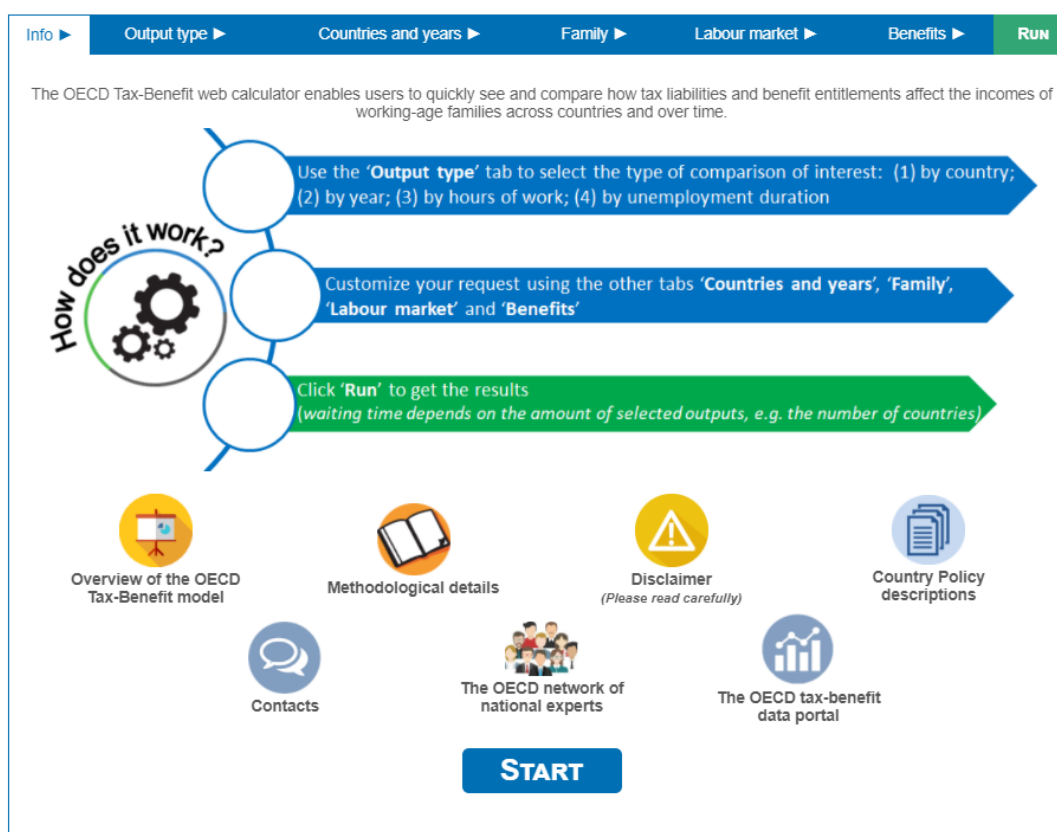 Info ►
Output type ►
Countries and years ►
Family ►
Labour market ►
Benefits ►
RUN
The OECD Tax-Benefit web calculator enables users to quickly see and compare how tax liabilities and benefit entitlements affect the incomes of
working-age families across countries and over time.
How does it work?
Use the ‘Output type’ tab to select the type of comparison of interest: (1) by country;
(2) by year; (3) by hours of work; (4) by unemployment duration
Customize your request using the other tabs ‘Countries and years’, ‘Family’,
‘Labour market’ and ‘Benefits’
Click ‘Run’ to get the results
(waiting time depends on the amount of selected outputs, e.g. the number of countries)
Overview of the OECD
Tax-Benefit model
Methodological details
Disclaimer
(Please read carefully)
Country Policy
descriptions
Contacts
The OECD network of
national experts
The OECD tax-benefit
data portal
START